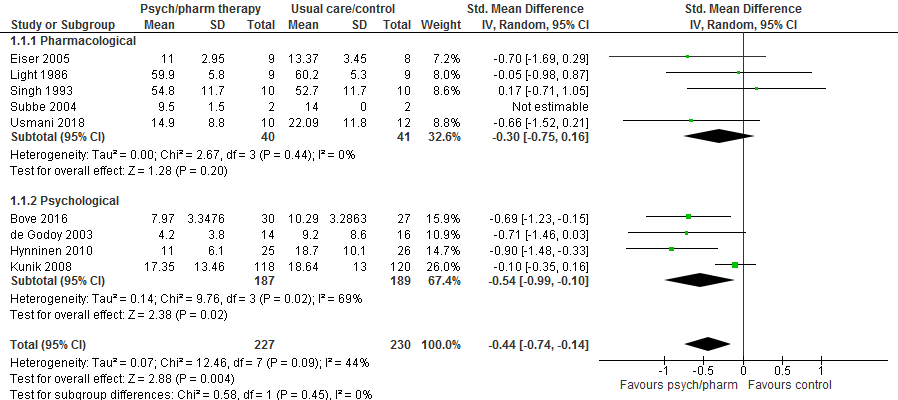 Psych/pharm therapy Usual care/control Std. Mean Difference Std. Mean Difference
Study or Subgroup Mean SD Total Mean SD Total Weight IV, Random, 95% CI IV, Random, 95% CI
1.1.1 Pharmacological
Eiser 2005 11 2.95 9 13.37 3.45 8 7.2% -0.70 [-1.69, 0.29]
Light 1986 59.9 5.8 9 60.2 5.3 9 8.0% -0.05 [-0.98, 0.87]
Singh 1993 54.8 11.7 10 52.7 11.7 10 8.6% 0.17 [-0.71, 1.05]
Subbe 2004 9.5 1.5 2 14 0 2 Not estimable
Usmani 2018 14.9 8.8 10 22.09 11.8 12 8.8% -0.66 [-1.52, 0.21]
Subtotal (95% CI) 40 41 32.6% -0.30 [-0.75, 0.16]
Heterogeneity: Tau² = 0.00; Chi² = 2.67, df = 3 (P = 0.44); I² = 0%
Test for overall effect: Z = 1.28 (P = 0.20)
1.1.2 Psychological
Bove 2016 7.97 3.3476 30 10.29 3.2863 27 15.9% -0.69 [-1.23, -0.15]
de Godoy 2003 4.2 3.8 14 9.2 8.6 16 10.9% -0.71 [-1.46, 0.03]
Hynninen 2010 11 6.1 25 18.7 10.1 26 14.7% -0.90 [-1.48, -0.33]
Kunik 2008 17.35 13.46 118 18.64 13 120 26.0% -0.10 [-0.35, 0.16]
Subtotal (95% CI) 187 189 67.4% -0.54 [-0.99, -0.10]
Heterogeneity: Tau² = 0.14; Chi² = 9.76, df = 3 (P = 0.02); I² = 69%
Test for overall effect: Z = 2.38 (P = 0.02)
Total (95% CI) 227 230 100.0% -0.44 [-0.74, -0.14]
Heterogeneity: Tau² = 0.07; Chi² = 12.46, df = 7 (P = 0.09); I² = 44%
Test for overall effect: Z = 2.88 (P = 0.004)
Test for subgroup differences: Chi² = 0.58, df = 1 (P = 0.45), I² = 0%
-1 -0.5 0 0.5 1
Favours psych/pharm Favours control